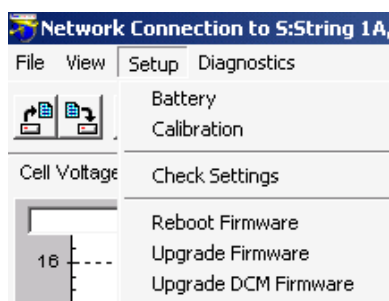 Network Connection to S:String 1A,
File View Setup Diagnostics
Battery
Calibration
Cell Voltage
Check Settings
Reboot Firmware
16
Upgrade Firmware
Upgrade DCM Firmware